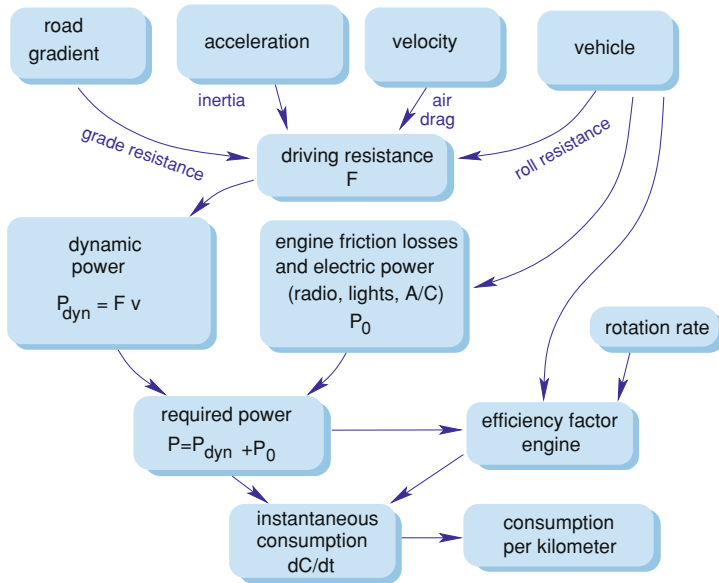 road
gradient
acceleration
velocity
vehicle
inertia
air
drag
grade resistance
roll resistance
driving resistance
F
dynamic
power
P_dyn = F v
engine friction losses
and electric power
(radio, lights, A/C)
P_0
rotation rate
required power
P=P_dyn +P_0
efficiency factor
engine
instantaneous
consumption
dC/dt
consumption
per kilometer